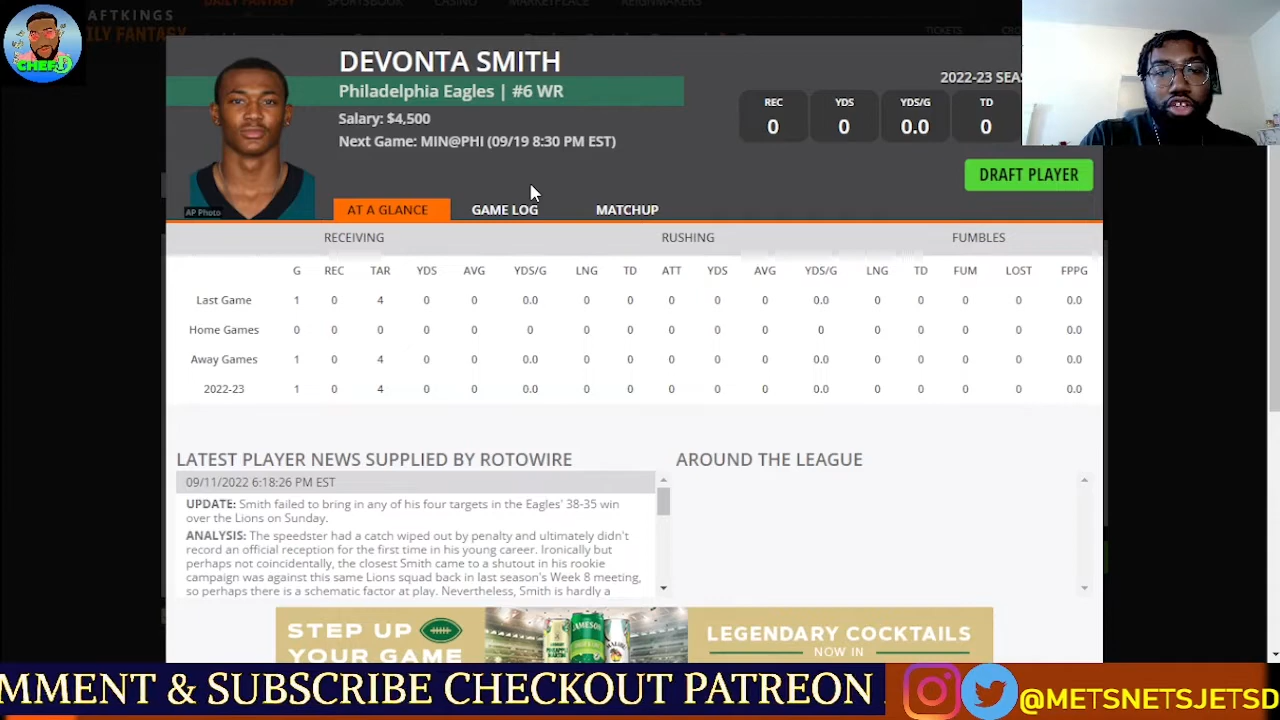 AFTKINGS
DAILY FANTASY SPORTSBOOK CASINO MARKETPLACE REIGNMAKERS
ILY FANTASY
TICKETS
CHEF
DEVONTA SMITH
Philadelphia Eagles | #6 WR
Salary: $4,500
Next Game: MIN@PHI (09/19 8:30 PM EST)
2022-23 SEAS
REC YDS YDS/G TD
0 0 0.0 0
DRAFT PLAYER
AP Photo
AT A GLANCE GAME LOG MATCHUP
RECEIVING RUSHING FUMBLES
G REC TAR YDS AVG YDS/G LNG TD ATT YDS AVG YDS/G LNG TD FUM LOST FPPG
Last Game 1 0 4 0 0 0.0 0 0 0 0 0 0.0 0 0 0 0 0.0
Home Games 0 0 0 0 0 0 0 0 0 0 0 0 0 0 0 0 0.0
Away Games 1 0 4 0 0 0.0 0 0 0 0 0 0.0 0 0 0 0 0.0
2022-23 1 0 4 0 0 0.0 0 0 0 0 0 0.0 0 0 0 0 0.0
LATEST PLAYER NEWS SUPPLIED BY ROTOWIRE
AROUND THE LEAGUE
09/11/2022 6:18:26 PM EST
UPDATE: Smith failed to bring in any of his four targets in the Eagles' 38-35 win
over the Lions on Sunday.
ANALYSIS: The speedster had a catch wiped out by penalty and ultimately didn't
record an official reception for the first time in his young career. Ironically but
perhaps not coincidentally, the closest Smith came to a shutout in his rookie
campaign was against this same Lions squad back in last season's Week 8 meeting,
so perhaps there is a schematic factor at play. Nevertheless, Smith is hardly a
STEP UP
YOUR GAME
JAMESON
LEGENDARY COCKTAILS
NOW IN
MMENT & SUBSCRIBE CHECKOUT PATREON
@METSNETSJETSD